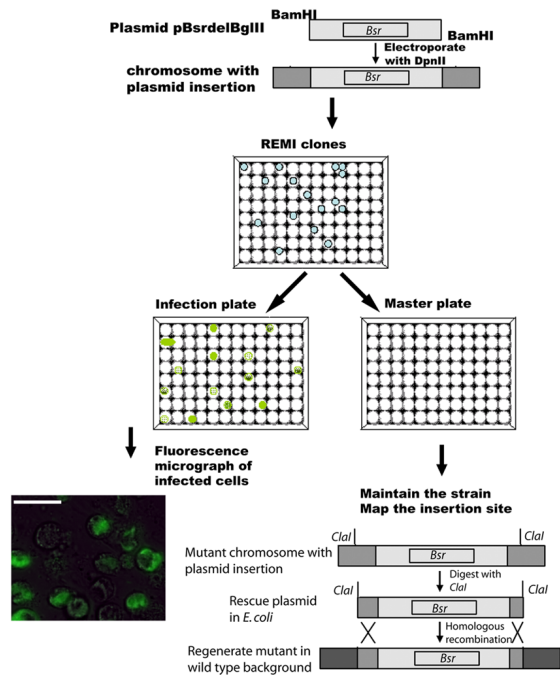 BamHI
Plasmid pBsrdelBglII
Bsr
BamHI
Electroporate
with DpnII
chromosome with
plasmid insertion
Bsr
REMI clones
Infection plate
Master plate
Fluorescence
micrograph of
infected cells
Maintain the strain
Map the insertion site
ClaI
ClaI
Mutant chromosome with
plasmid insertion
Bsr
ClaI
Digest with
ClaI
ClaI
Rescue plasmid
in E.coli
Bsr
Homologous
recombination
Regenerate mutant in
wild type background
Bsr